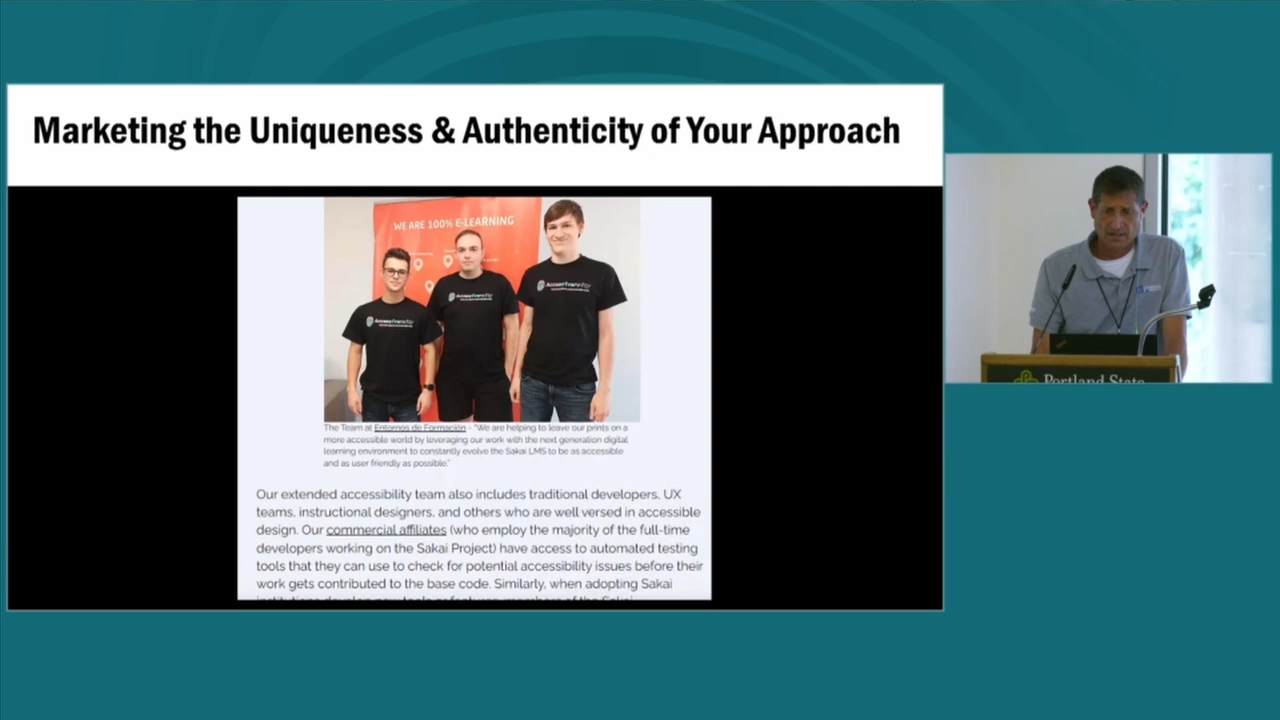 Marketing the Uniqueness & Authenticity of Your Approach
WE ARE 100% E-LEARNING
The Team at Entornos de Formación - "We are helping to leave our prints on a
more accessible world by leveraging our work with the next generation digital
learning environment to constantly evolve the Sakai LMS to be as accessible
and as user friendly as possible."
Our extended accessibility team also includes traditional developers, UX
teams, instructional designers, and others who are well versed in accessible
design. Our commercial affiliates (who employ the majority of the full-time
developers working on the Sakai Project) have access to automated testing
tools that they can use to check for potential accessibility issues before their
work gets contributed to the base code. Similarly, when adopting Sakai
Portland State